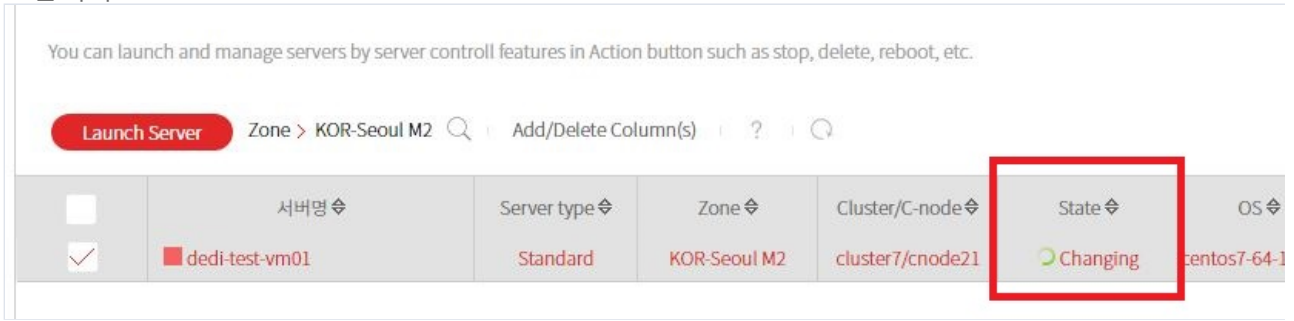 You can launch and manage servers by server controll features in Action button such as stop, delete, reboot, etc.
Launch Server Zone > KOR-Seoul M2 Add/Delete Column(s) ?
서버명 Server type Zone Cluster/C-node State OS
dedi-test-vm01 Standard KOR-Seoul M2 cluster7/cnode21 Changing centos7-64-1